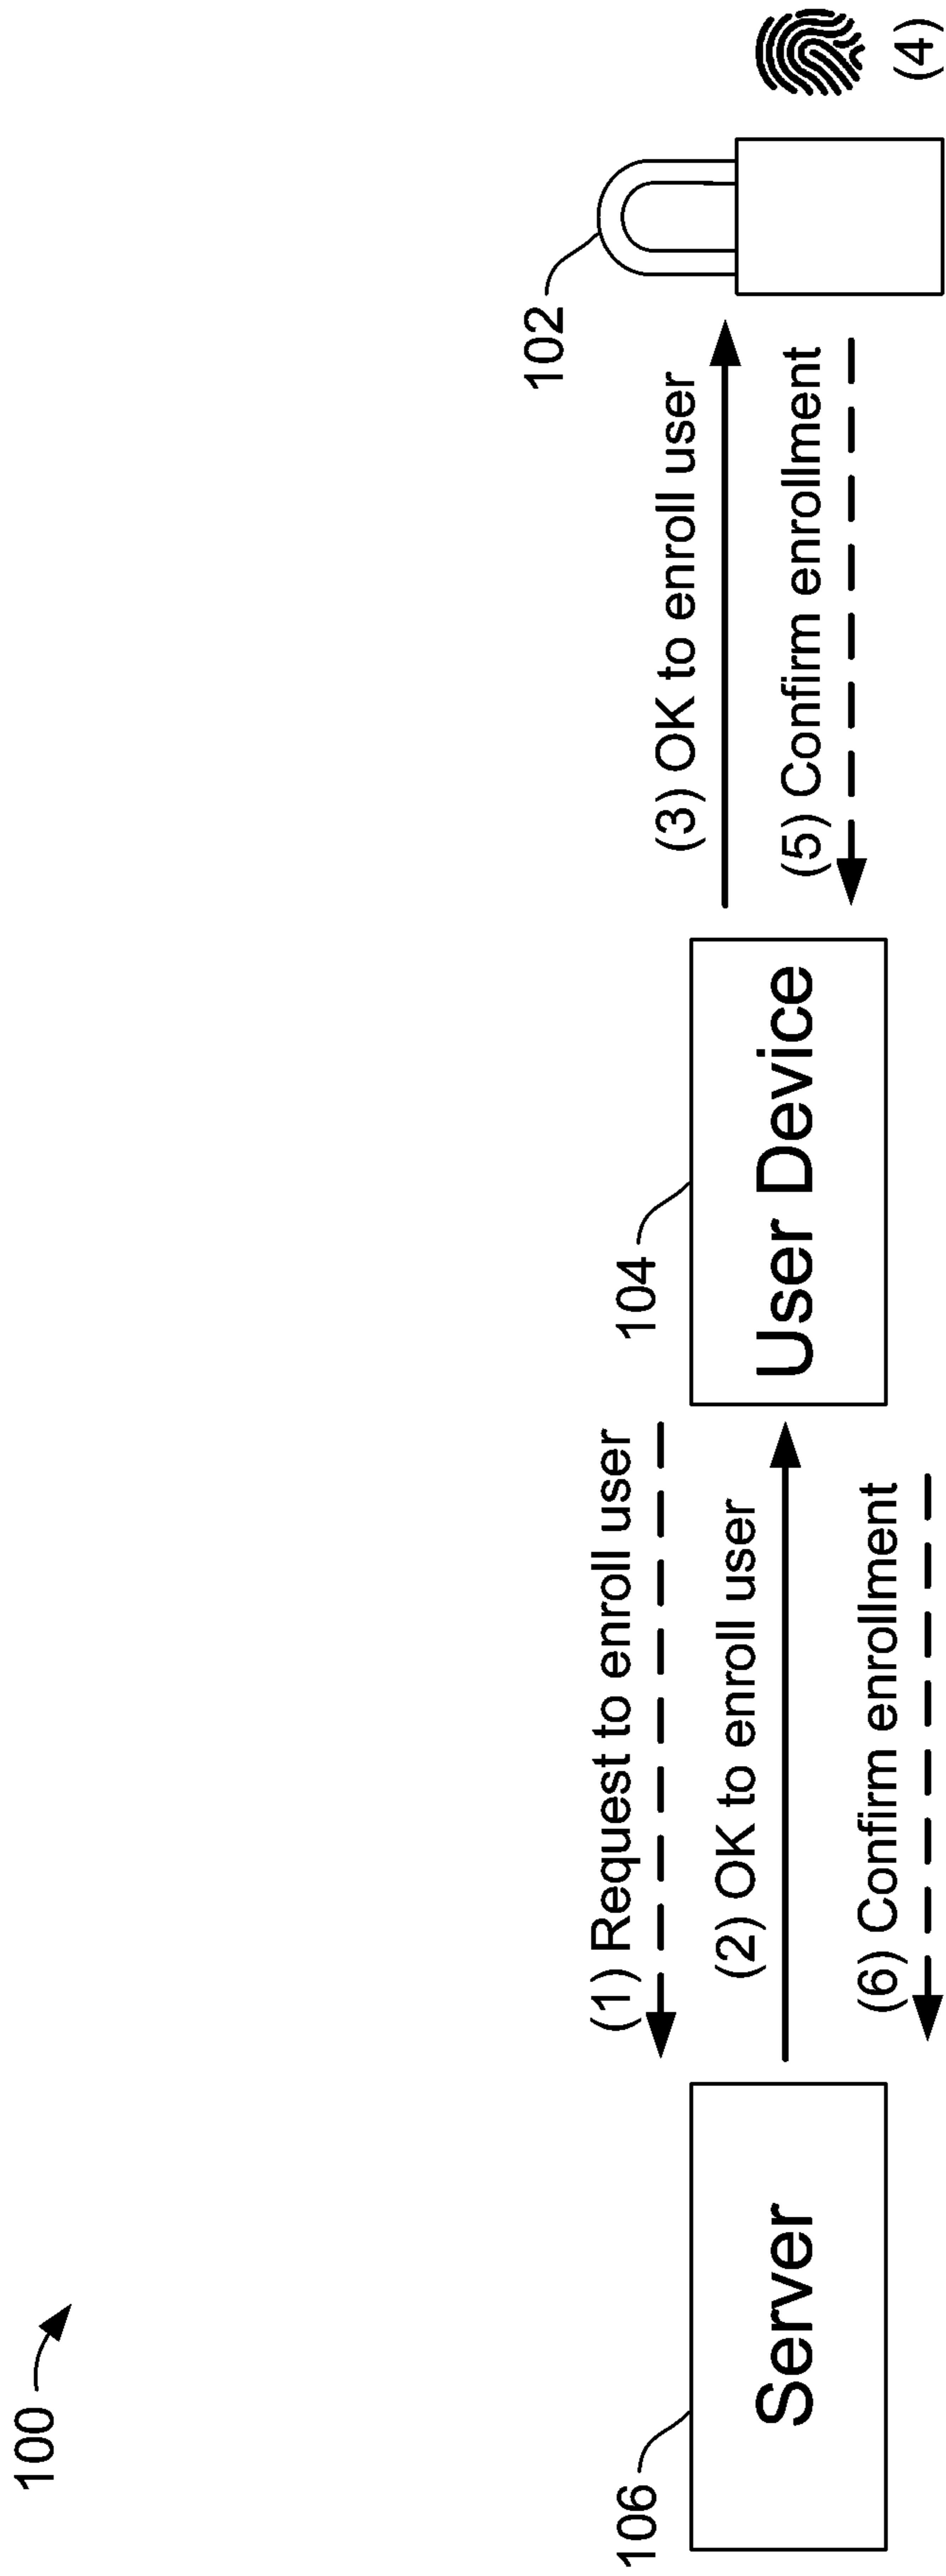 100
102
(3) OK to enroll user
(5) Confirm enrollment
(4)
104
User Device
(1) Request to enroll user
(2) OK to enroll user
(6) Confirm enrollment
106
Server